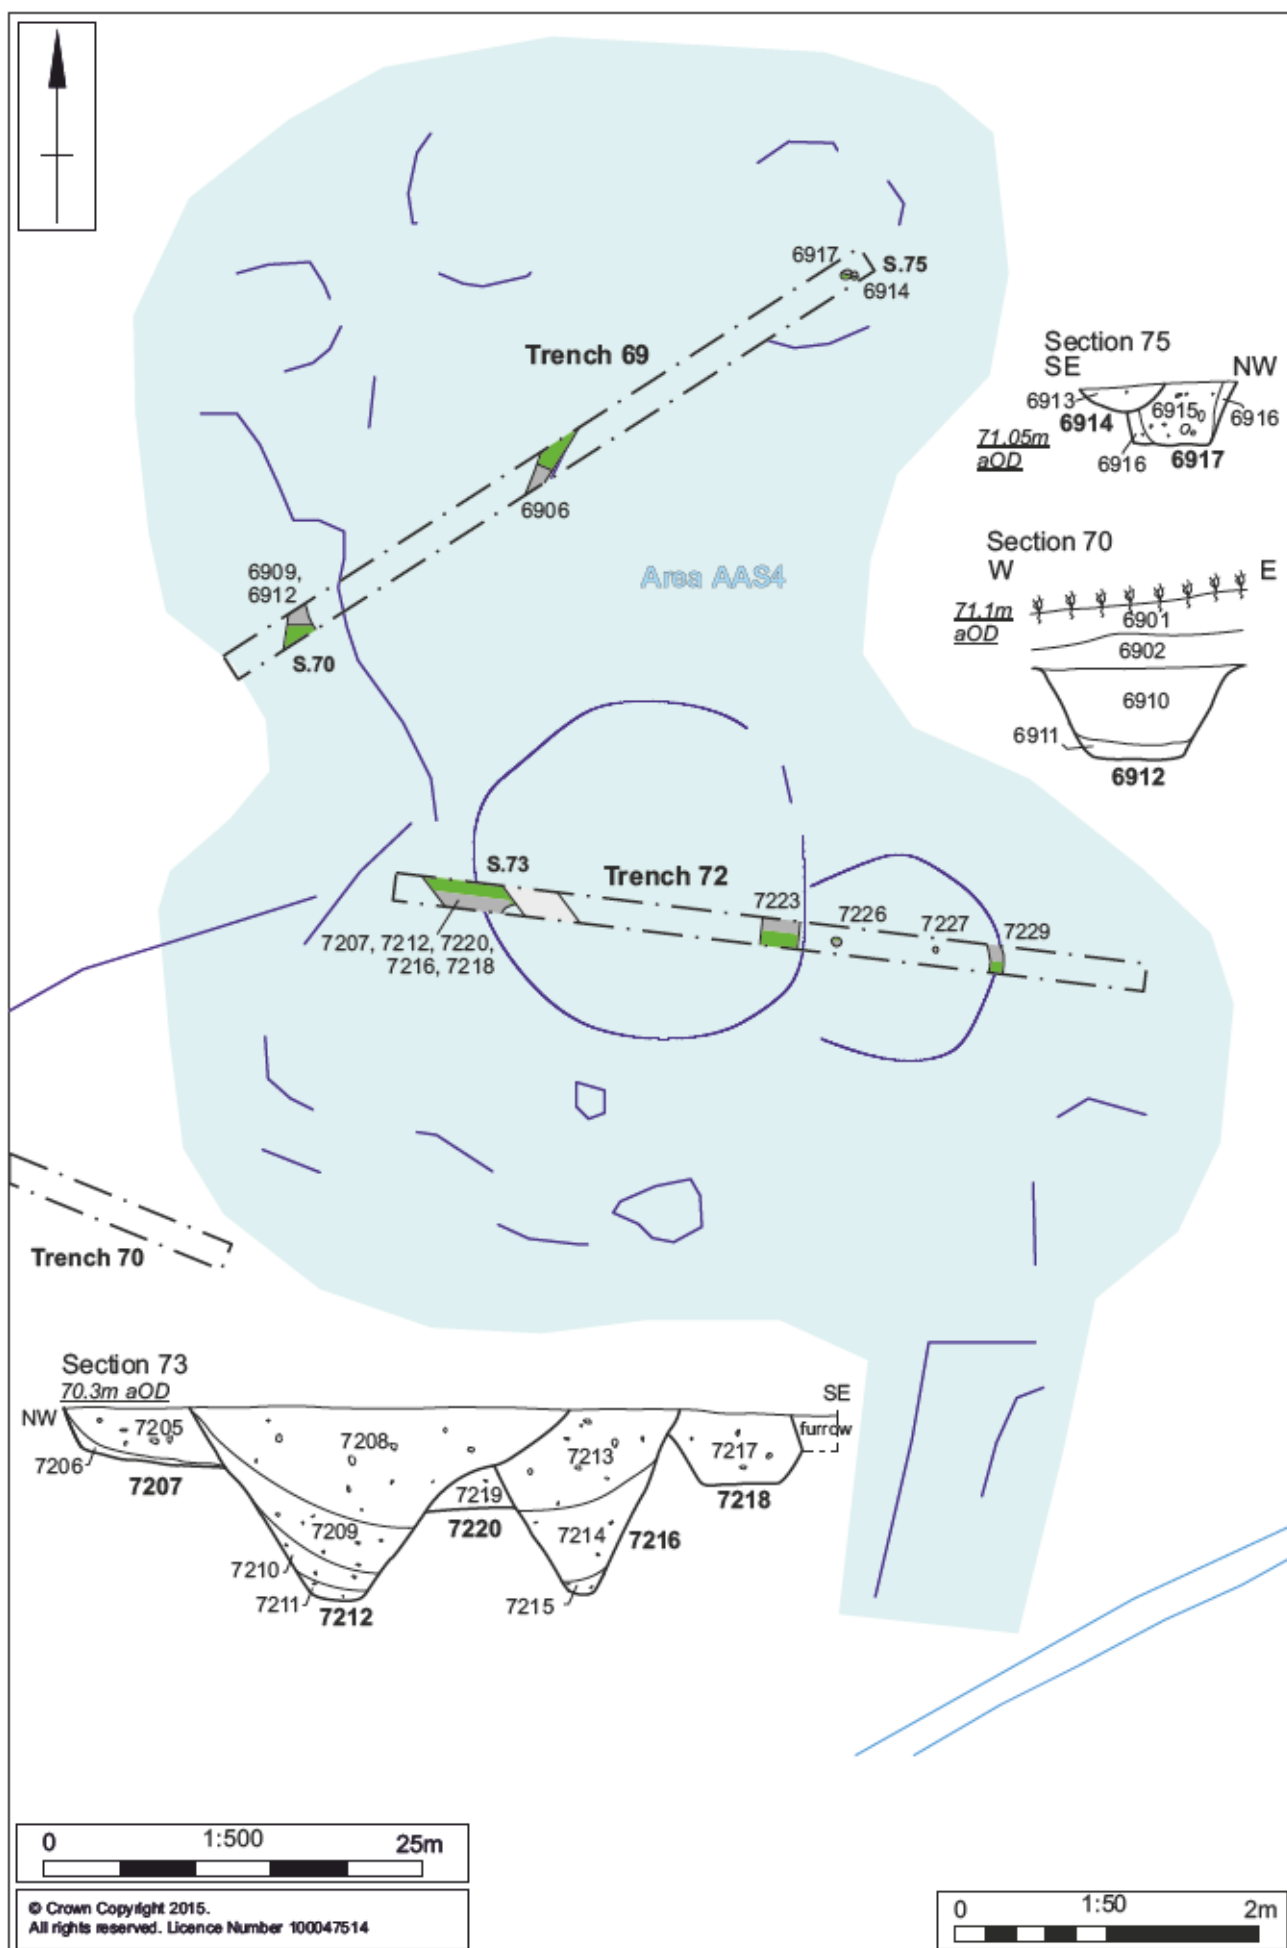 6917
S.75
6914
Trench 69
Section 75
SE
NW
6913
6915
6916
6914
71.05m
aOD
6916
6917
6906
Section 70
W
E
71.1m
aOD
6901
6902
6910
6911
6912
Area AAS4
6909,
6912
S.70
S.73
Trench 72
7223
7226
7227
7229
7207, 7212, 7220,
7216, 7218
Trench 70
Section 73
70.3m aOD
NW
SE
7205
7208
7213
7217
furrow
7206
7207
7219
7218
7209
7220
7214
7216
7210
7211
7212
7215
0
1:500
25m
© Crown Copyright 2015.
All rights reserved. Licence Number 100047514
0
1:50
2m